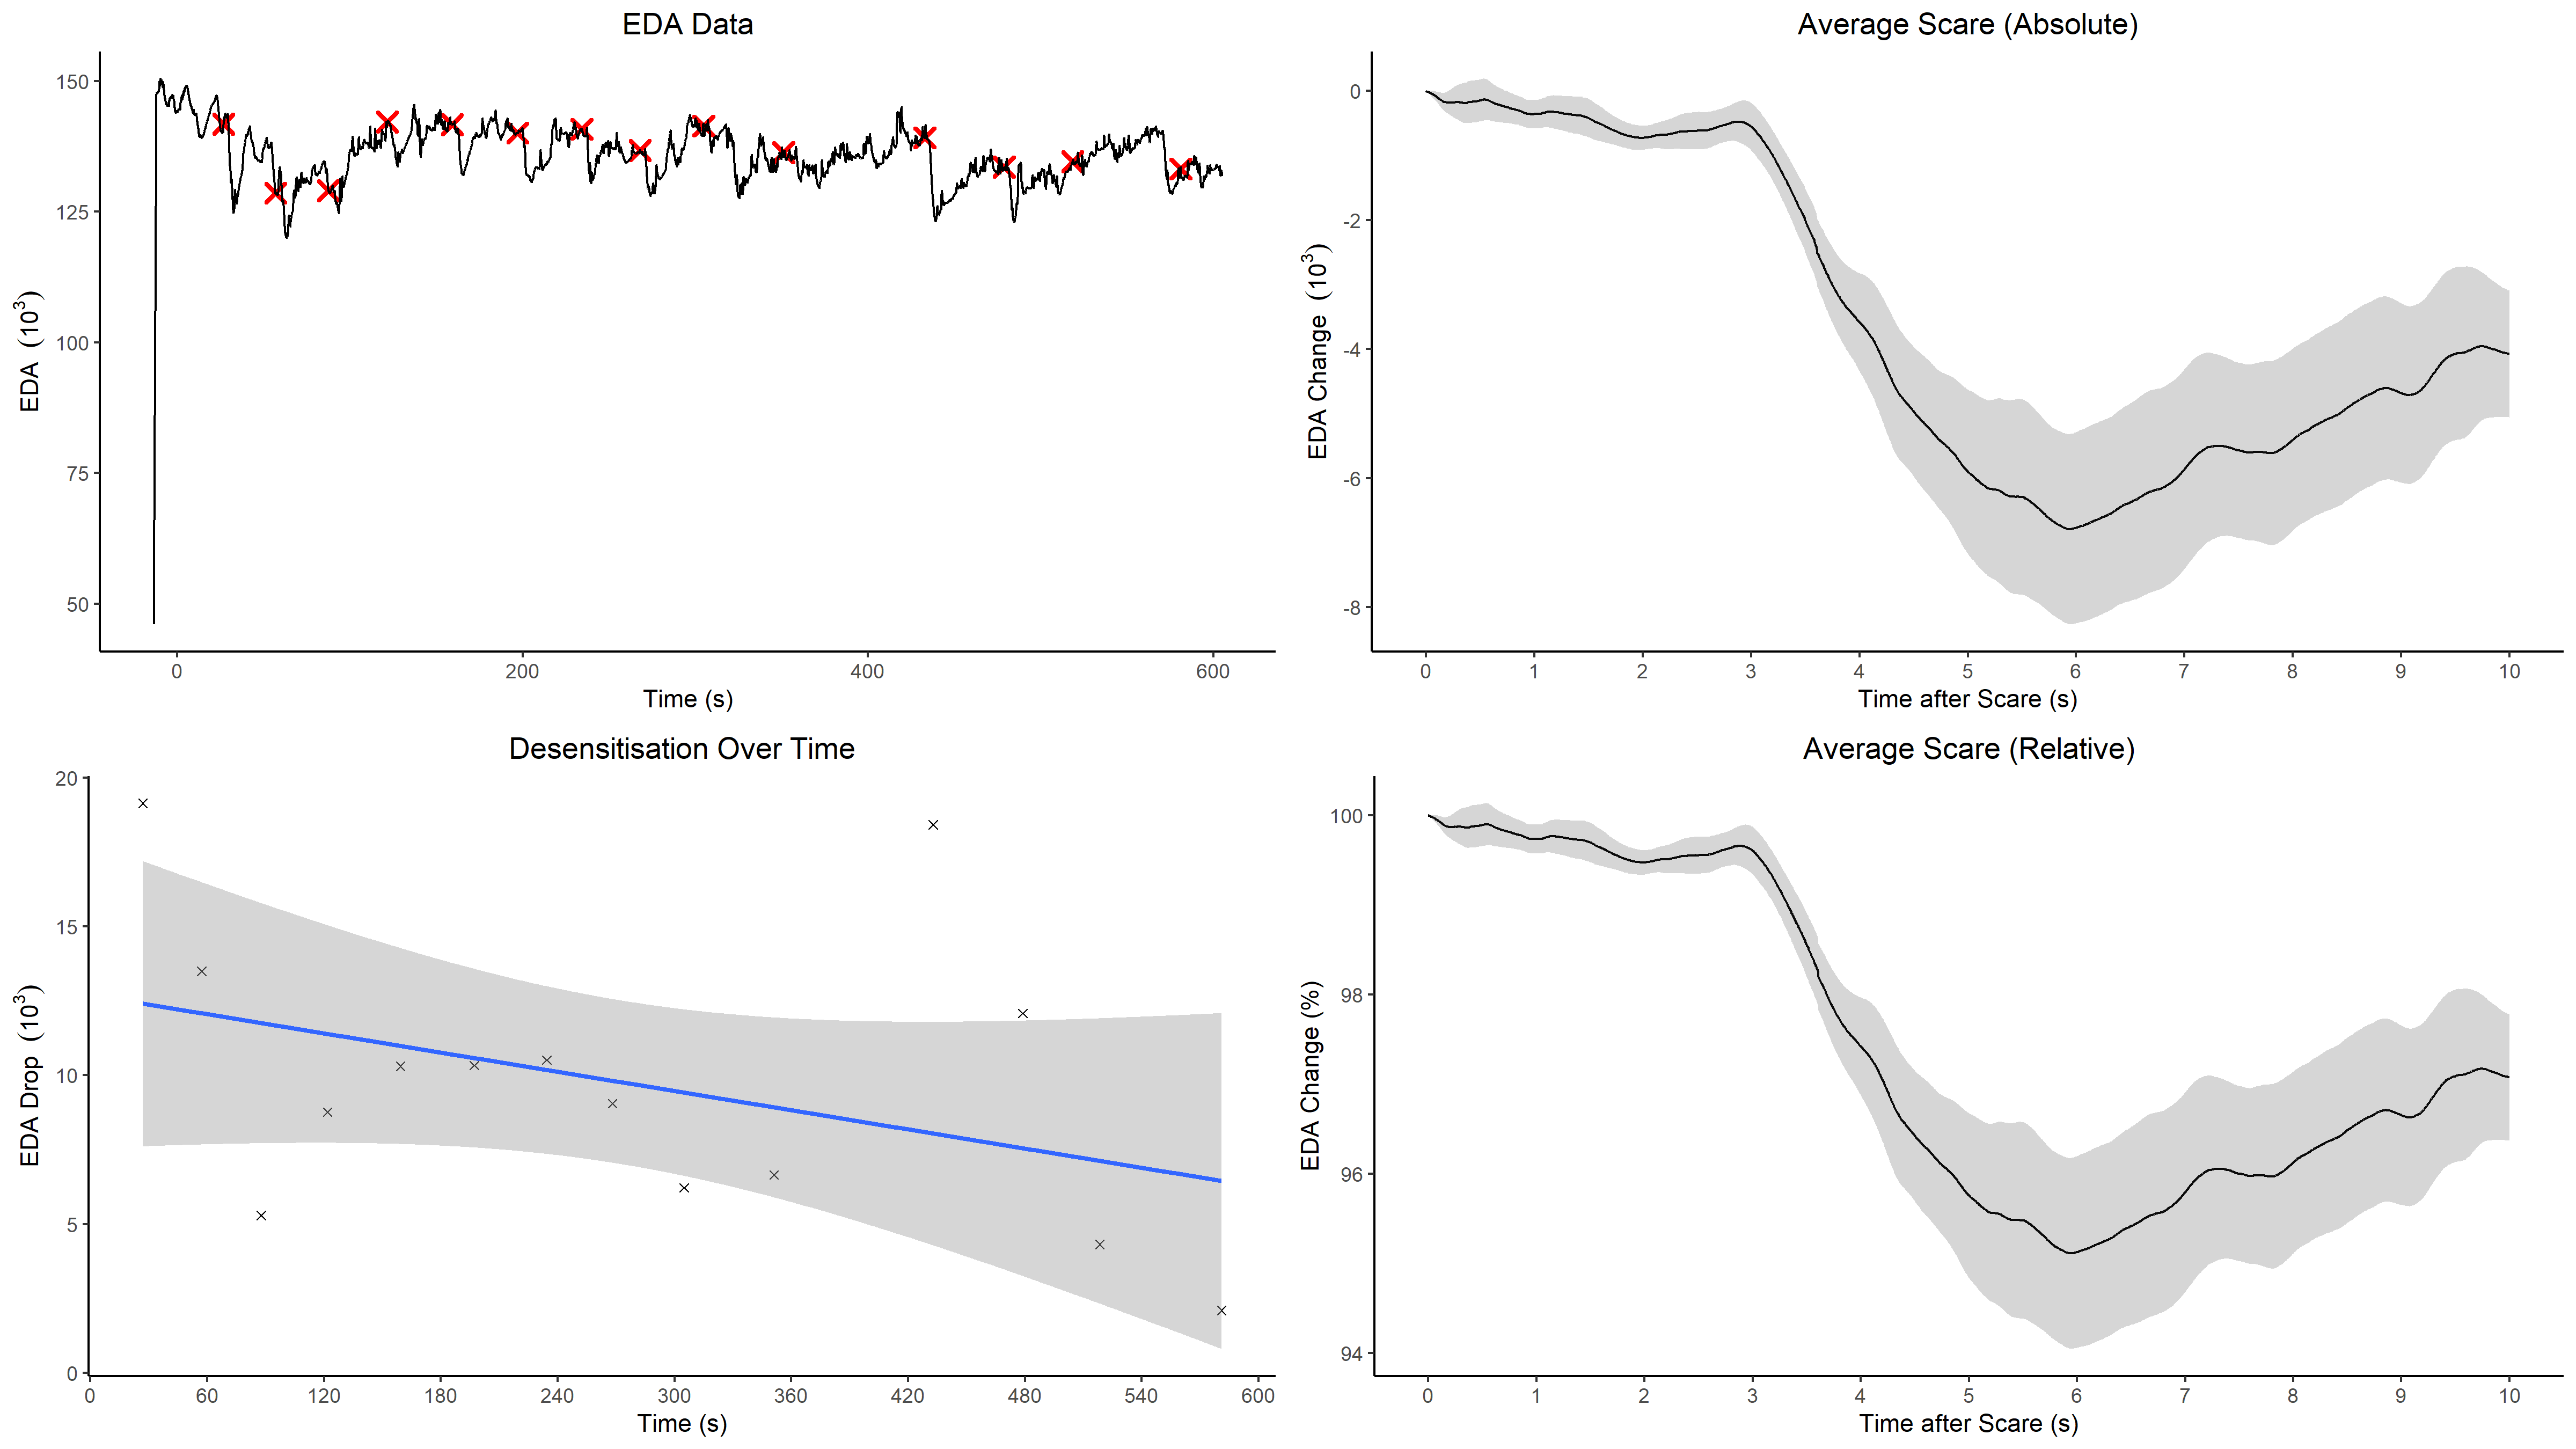 EDA Data
150
125
100
75
50
EDA (10³)
0 200 400 600
Time (s)
Average Scare (Absolute)
0
-2
-4
-6
-8
EDA Change (10³)
0 1 2 3 4 5 6 7 8 9 10
Time after Scare (s)
Desensitisation Over Time
20
15
10
5
0
EDA Drop (10³)
0 60 120 180 240 300 360 420 480 540 600
Time (s)
Average Scare (Relative)
100
98
96
94
EDA Change (%)
0 1 2 3 4 5 6 7 8 9 10
Time after Scare (s)